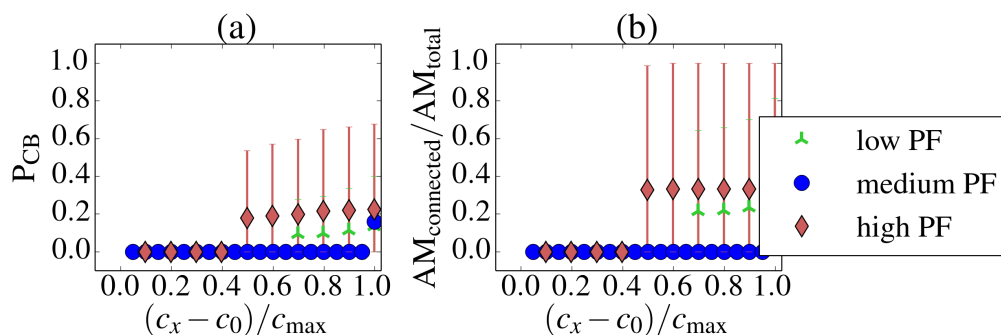 (a)
(b)
P_CB
1.0
0.8
0.6
0.4
0.2
0.0
0.0 0.2 0.4 0.6 0.8 1.0
(c_x − c_0)/c_max
AM_connected/AM_total
1.0
0.8
0.6
0.4
0.2
0.0
0.0 0.2 0.4 0.6 0.8 1.0
(c_x − c_0)/c_max
low PF
medium PF
high PF